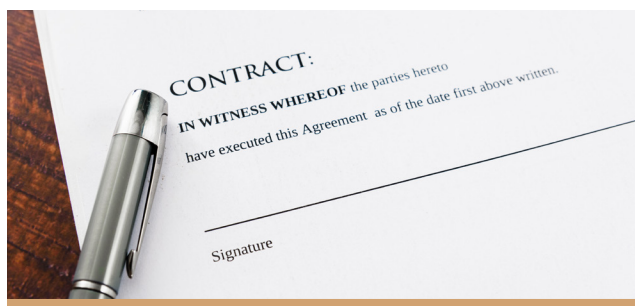 CONTRACT:
IN WITNESS WHEREOF the parties hereto
have executed this Agreement as of the date first above written.
Signature